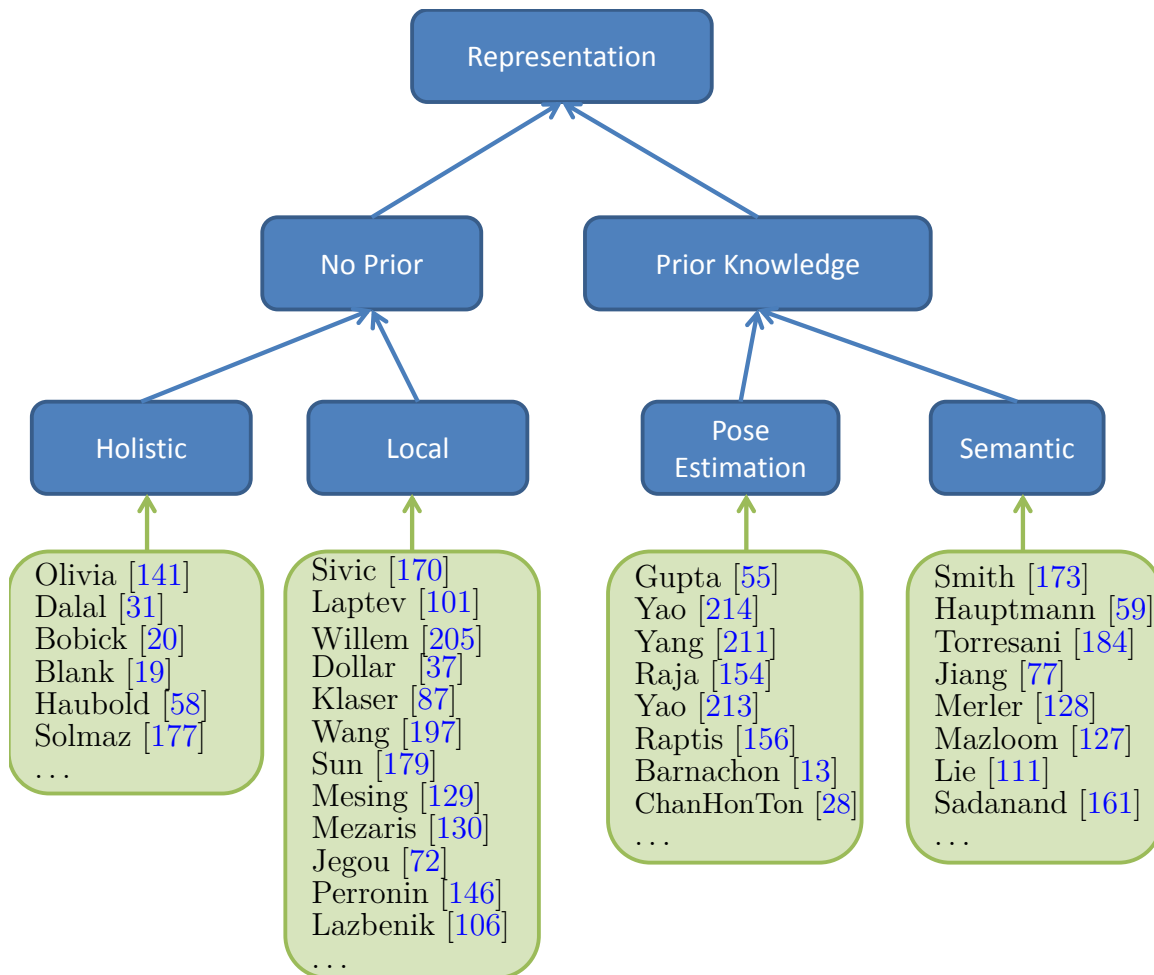 Representation
No Prior
Prior Knowledge
Holistic
Local
Pose
Estimation
Semantic
Olivia [141]
Dalal [31]
Bobick [20]
Blank [19]
Haubold [58]
Solmaz [177]
. . .
Sivic [170]
Laptev [101]
Willem [205]
Dollar [37]
Klaser [87]
Wang [197]
Sun [179]
Mesing [129]
Mezaris [130]
Jegou [72]
Perronin [146]
Lazbenik [106]
. . .
Gupta [55]
Yao [214]
Yang [211]
Raja [154]
Yao [213]
Raptis [156]
Barnachon [13]
ChanHonTon [28]
. . .
Smith [173]
Hauptmann [59]
Torresani [184]
Jiang [77]
Merler [128]
Mazloom [127]
Lie [111]
Sadanand [161]
. . .